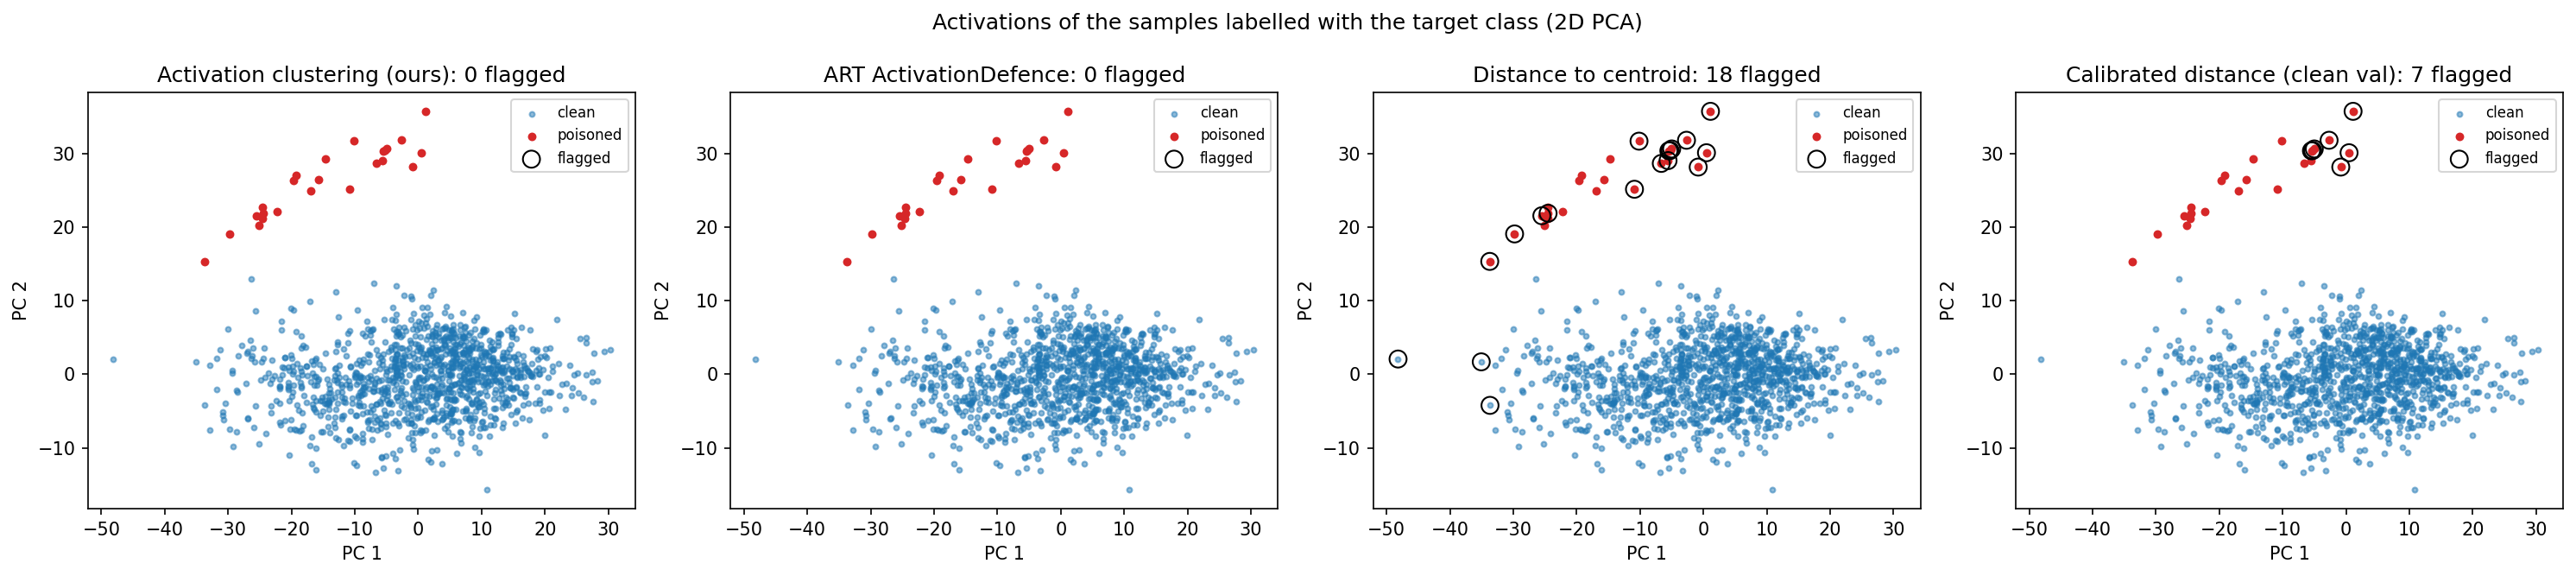 Activations of the samples labelled with the target class (2D PCA)
Activation clustering (ours): 0 flagged
clean
poisoned
flagged
30
20
10
0
−10
PC 2
−50 −40 −30 −20 −10 0 10 20 30
PC 1
ART ActivationDefence: 0 flagged
clean
poisoned
flagged
30
20
10
0
−10
PC 2
−50 −40 −30 −20 −10 0 10 20 30
PC 1
Distance to centroid: 18 flagged
clean
poisoned
flagged
30
20
10
0
−10
PC 2
−50 −40 −30 −20 −10 0 10 20 30
PC 1
Calibrated distance (clean val): 7 flagged
clean
poisoned
flagged
30
20
10
0
−10
PC 2
−50 −40 −30 −20 −10 0 10 20 30
PC 1